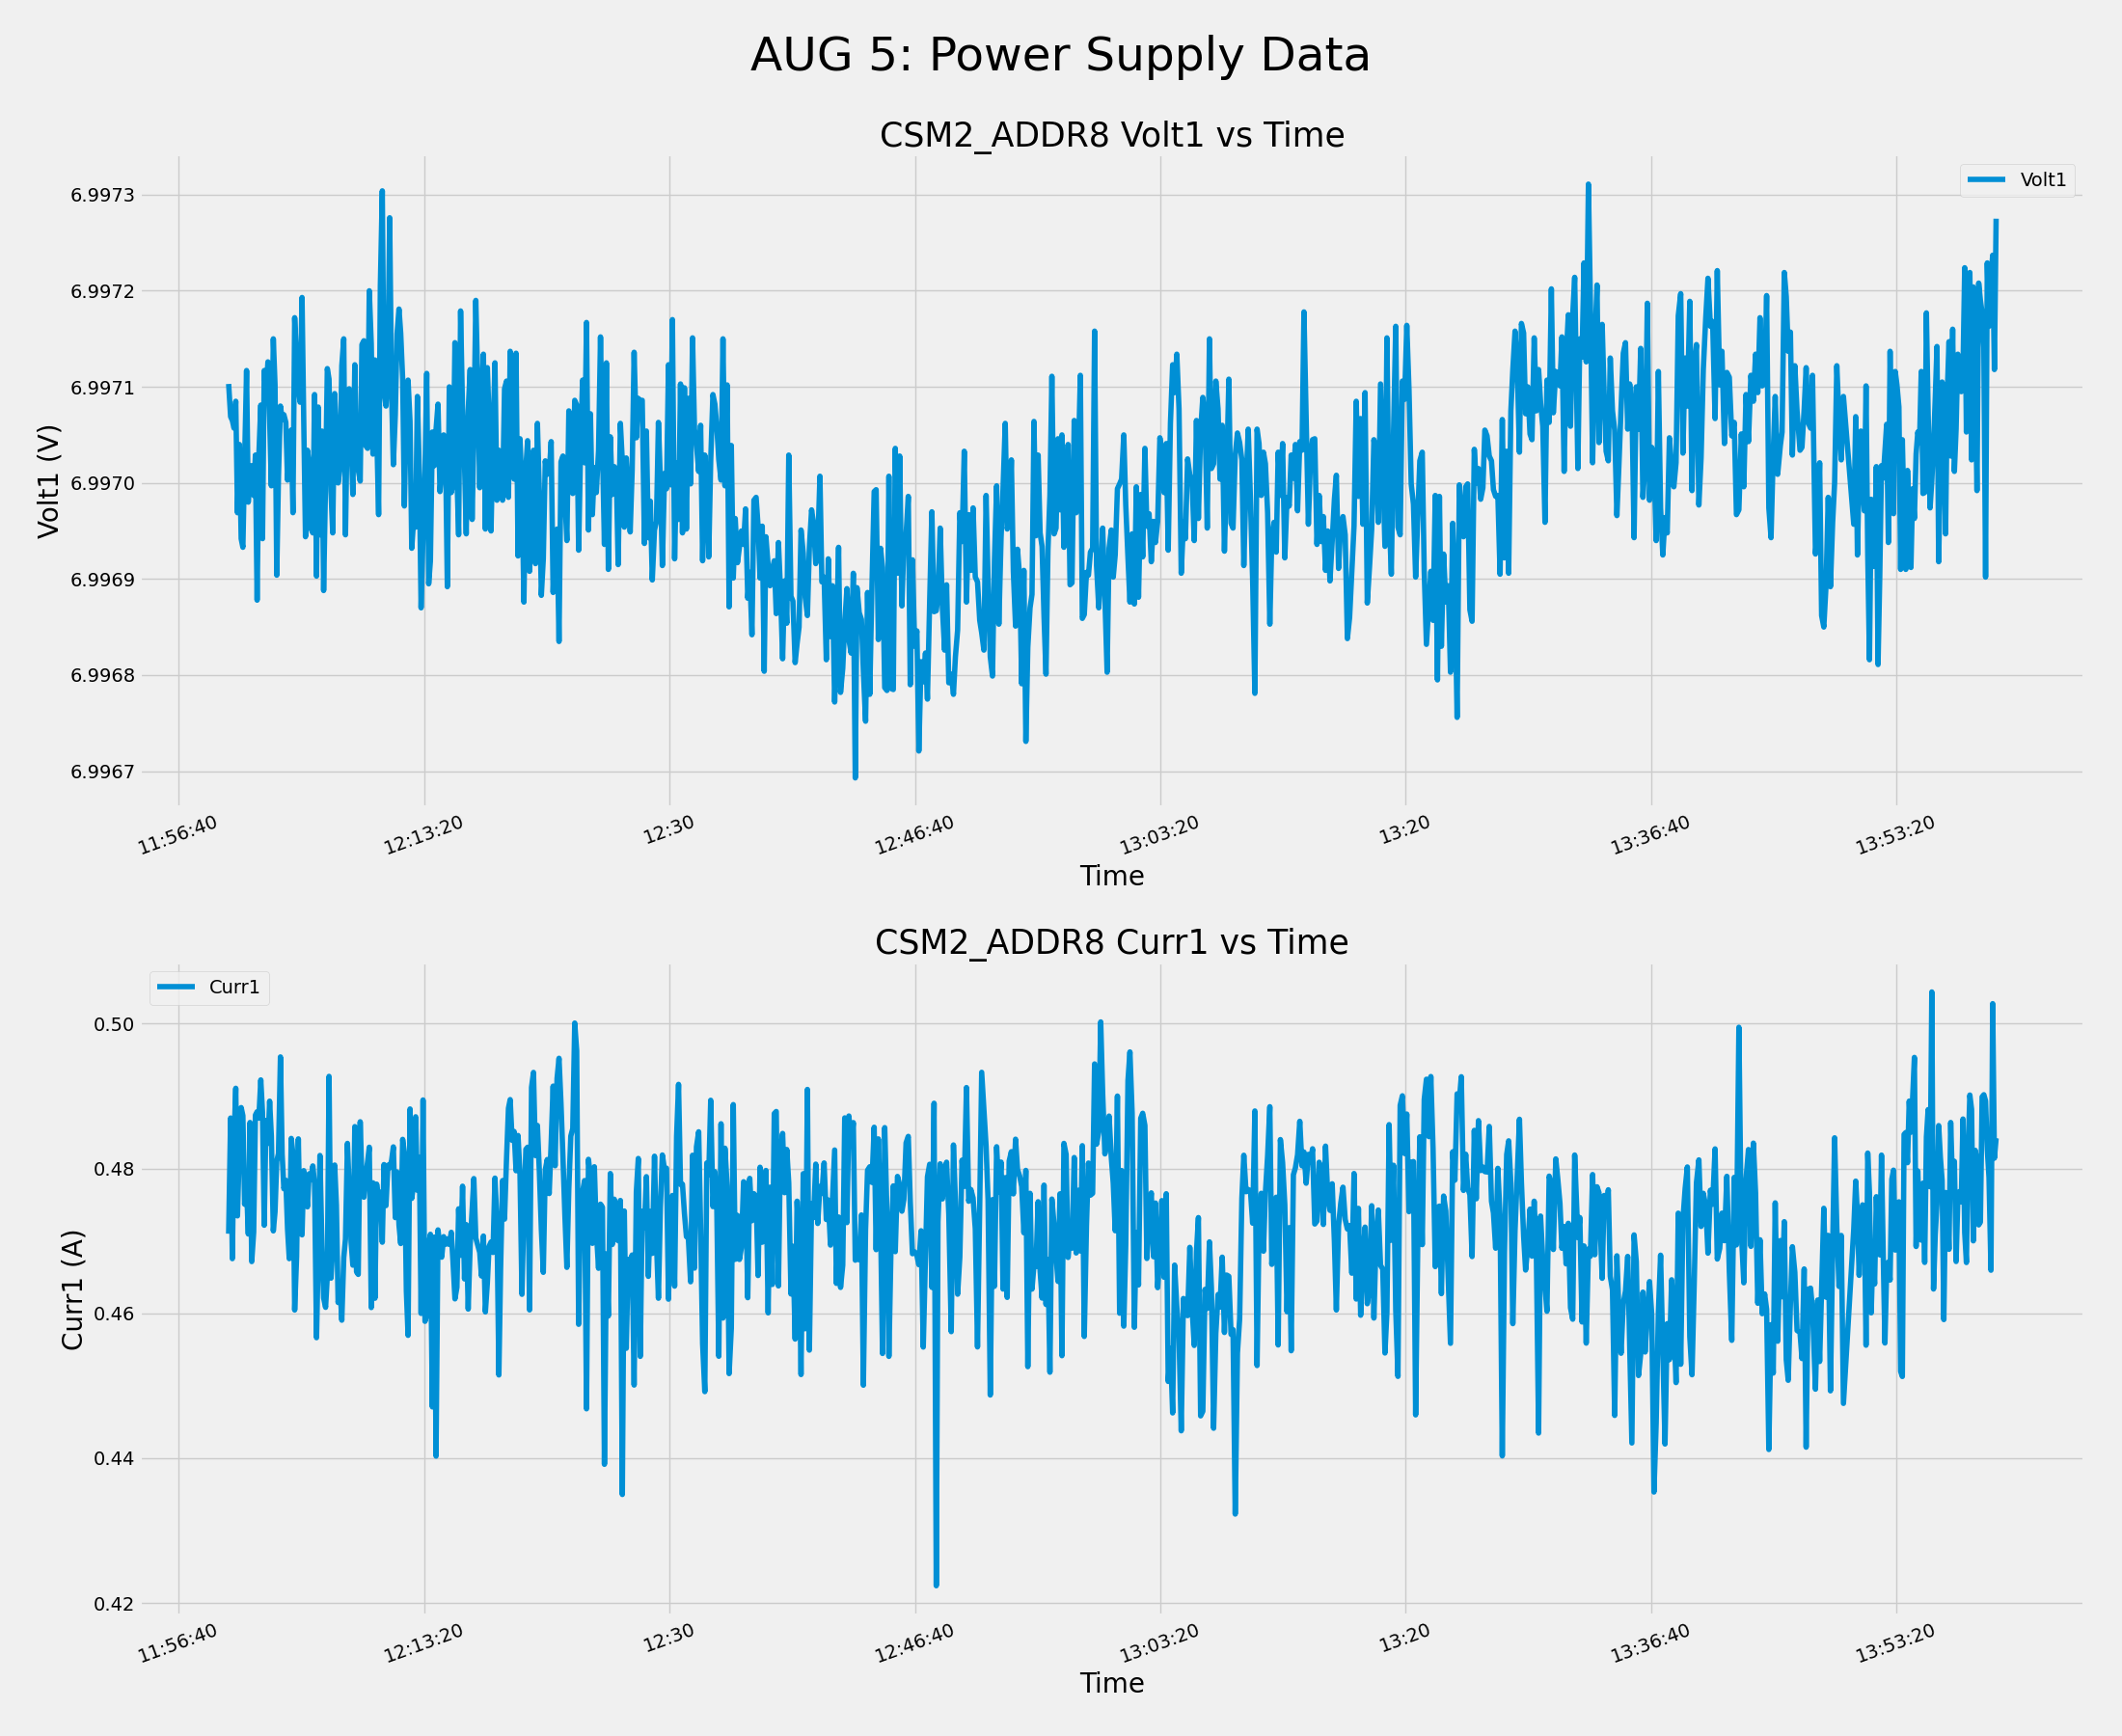 AUG 5: Power Supply Data
CSM2_ADDR8 Volt1 vs Time
Volt1
6.9973
6.9972
6.9971
6.9970
6.9969
6.9968
6.9967
Volt1 (V)
11:56:40 12:13:20 12:30 12:46:40 13:03:20 13:20 13:36:40 13:53:20
Time
CSM2_ADDR8 Curr1 vs Time
Curr1
0.50
0.48
0.46
0.44
0.42
Curr1 (A)
11:56:40 12:13:20 12:30 12:46:40 13:03:20 13:20 13:36:40 13:53:20
Time